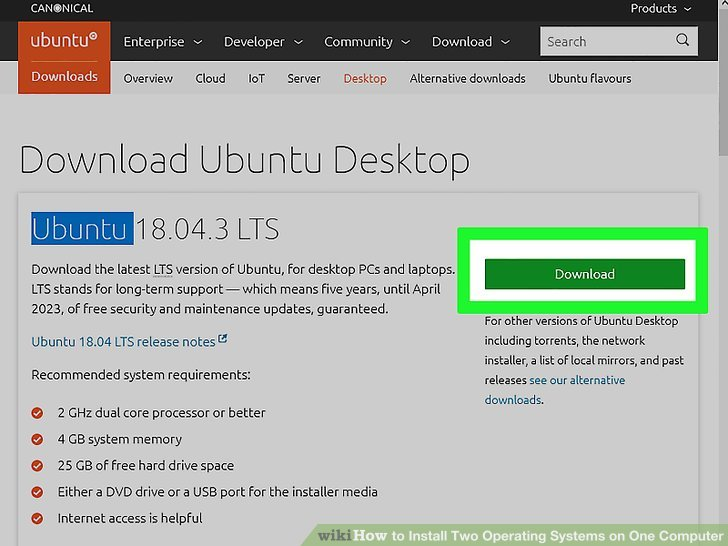 CANONICAL
Products
ubuntu
Enterprise
Developer
Community
Download
Search
Downloads
Overview
Cloud
IoT
Server
Desktop
Alternative downloads
Ubuntu flavours
Download Ubuntu Desktop
Ubuntu 18.04.3 LTS
Download the latest LTS version of Ubuntu, for desktop PCs and laptops.
LTS stands for long-term support — which means five years, until April
2023, of free security and maintenance updates, guaranteed.
Ubuntu 18.04 LTS release notes
Recommended system requirements:
2 GHz dual core processor or better
4 GB system memory
25 GB of free hard drive space
Either a DVD drive or a USB port for the installer media
Internet access is helpful
Download
For other versions of Ubuntu Desktop
including torrents, the network
installer, a list of local mirrors, and past
releases see our alternative
downloads.
wikiHow to Install Two Operating Systems on One Computer